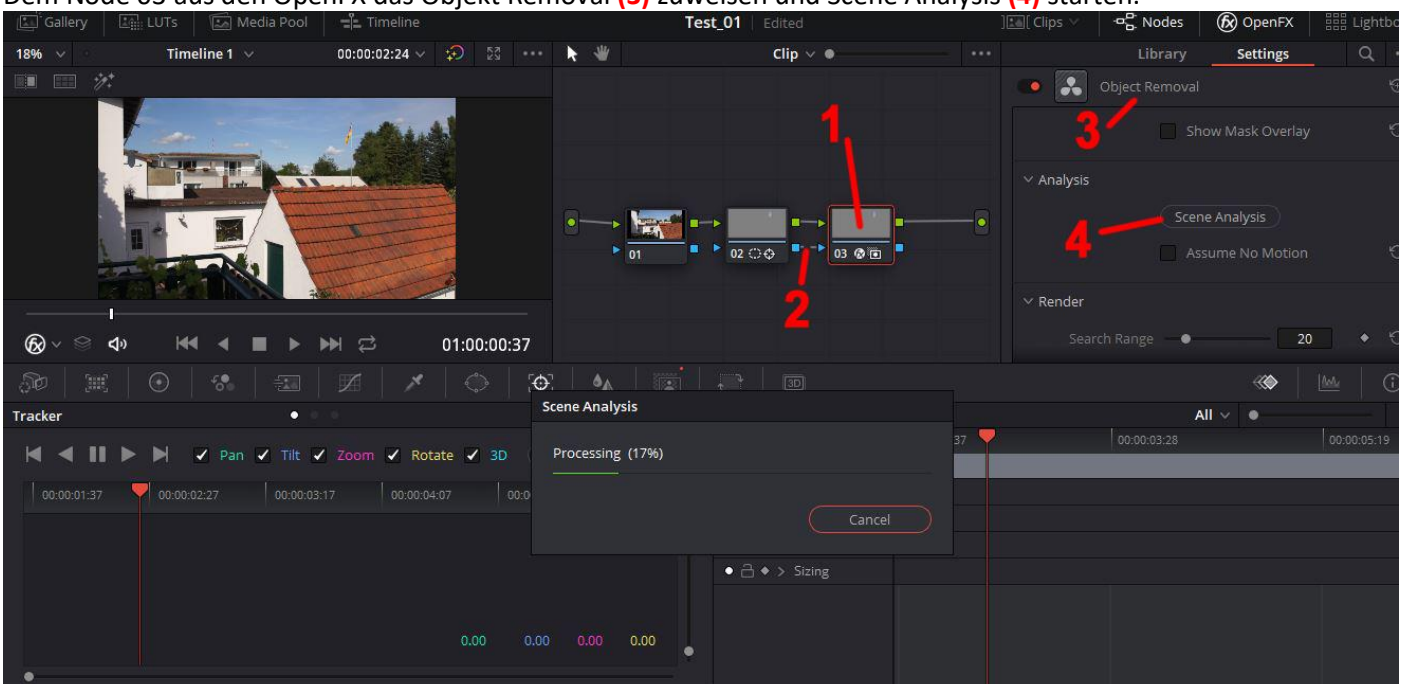 Dem Node 03 aus den OpenFX das Objekt Removal (3) zuweisen und Scene Analysis (4) starten.
Gallery LUTs Media Pool Timeline Test_01 Edited Clips Nodes OpenFX Lightbo
18% Timeline 1 00:00:02:24 Clip Library Settings
Object Removal
1
3
Show Mask Overlay
Analysis
Scene Analysis
4
01 02 03
Assume No Motion
2
Render
01:00:00:37
Search Range 20
3D
Tracker
Scene Analysis
All
37 00:00:03:28 00:00:05:19
Pan Tilt Zoom Rotate 3D
Processing (17%)
00:00:01:37 00:00:02:27 00:00:03:17 00:00:04:07 00:0
Cancel
Sizing
0.00 0.00 0.00 0.00